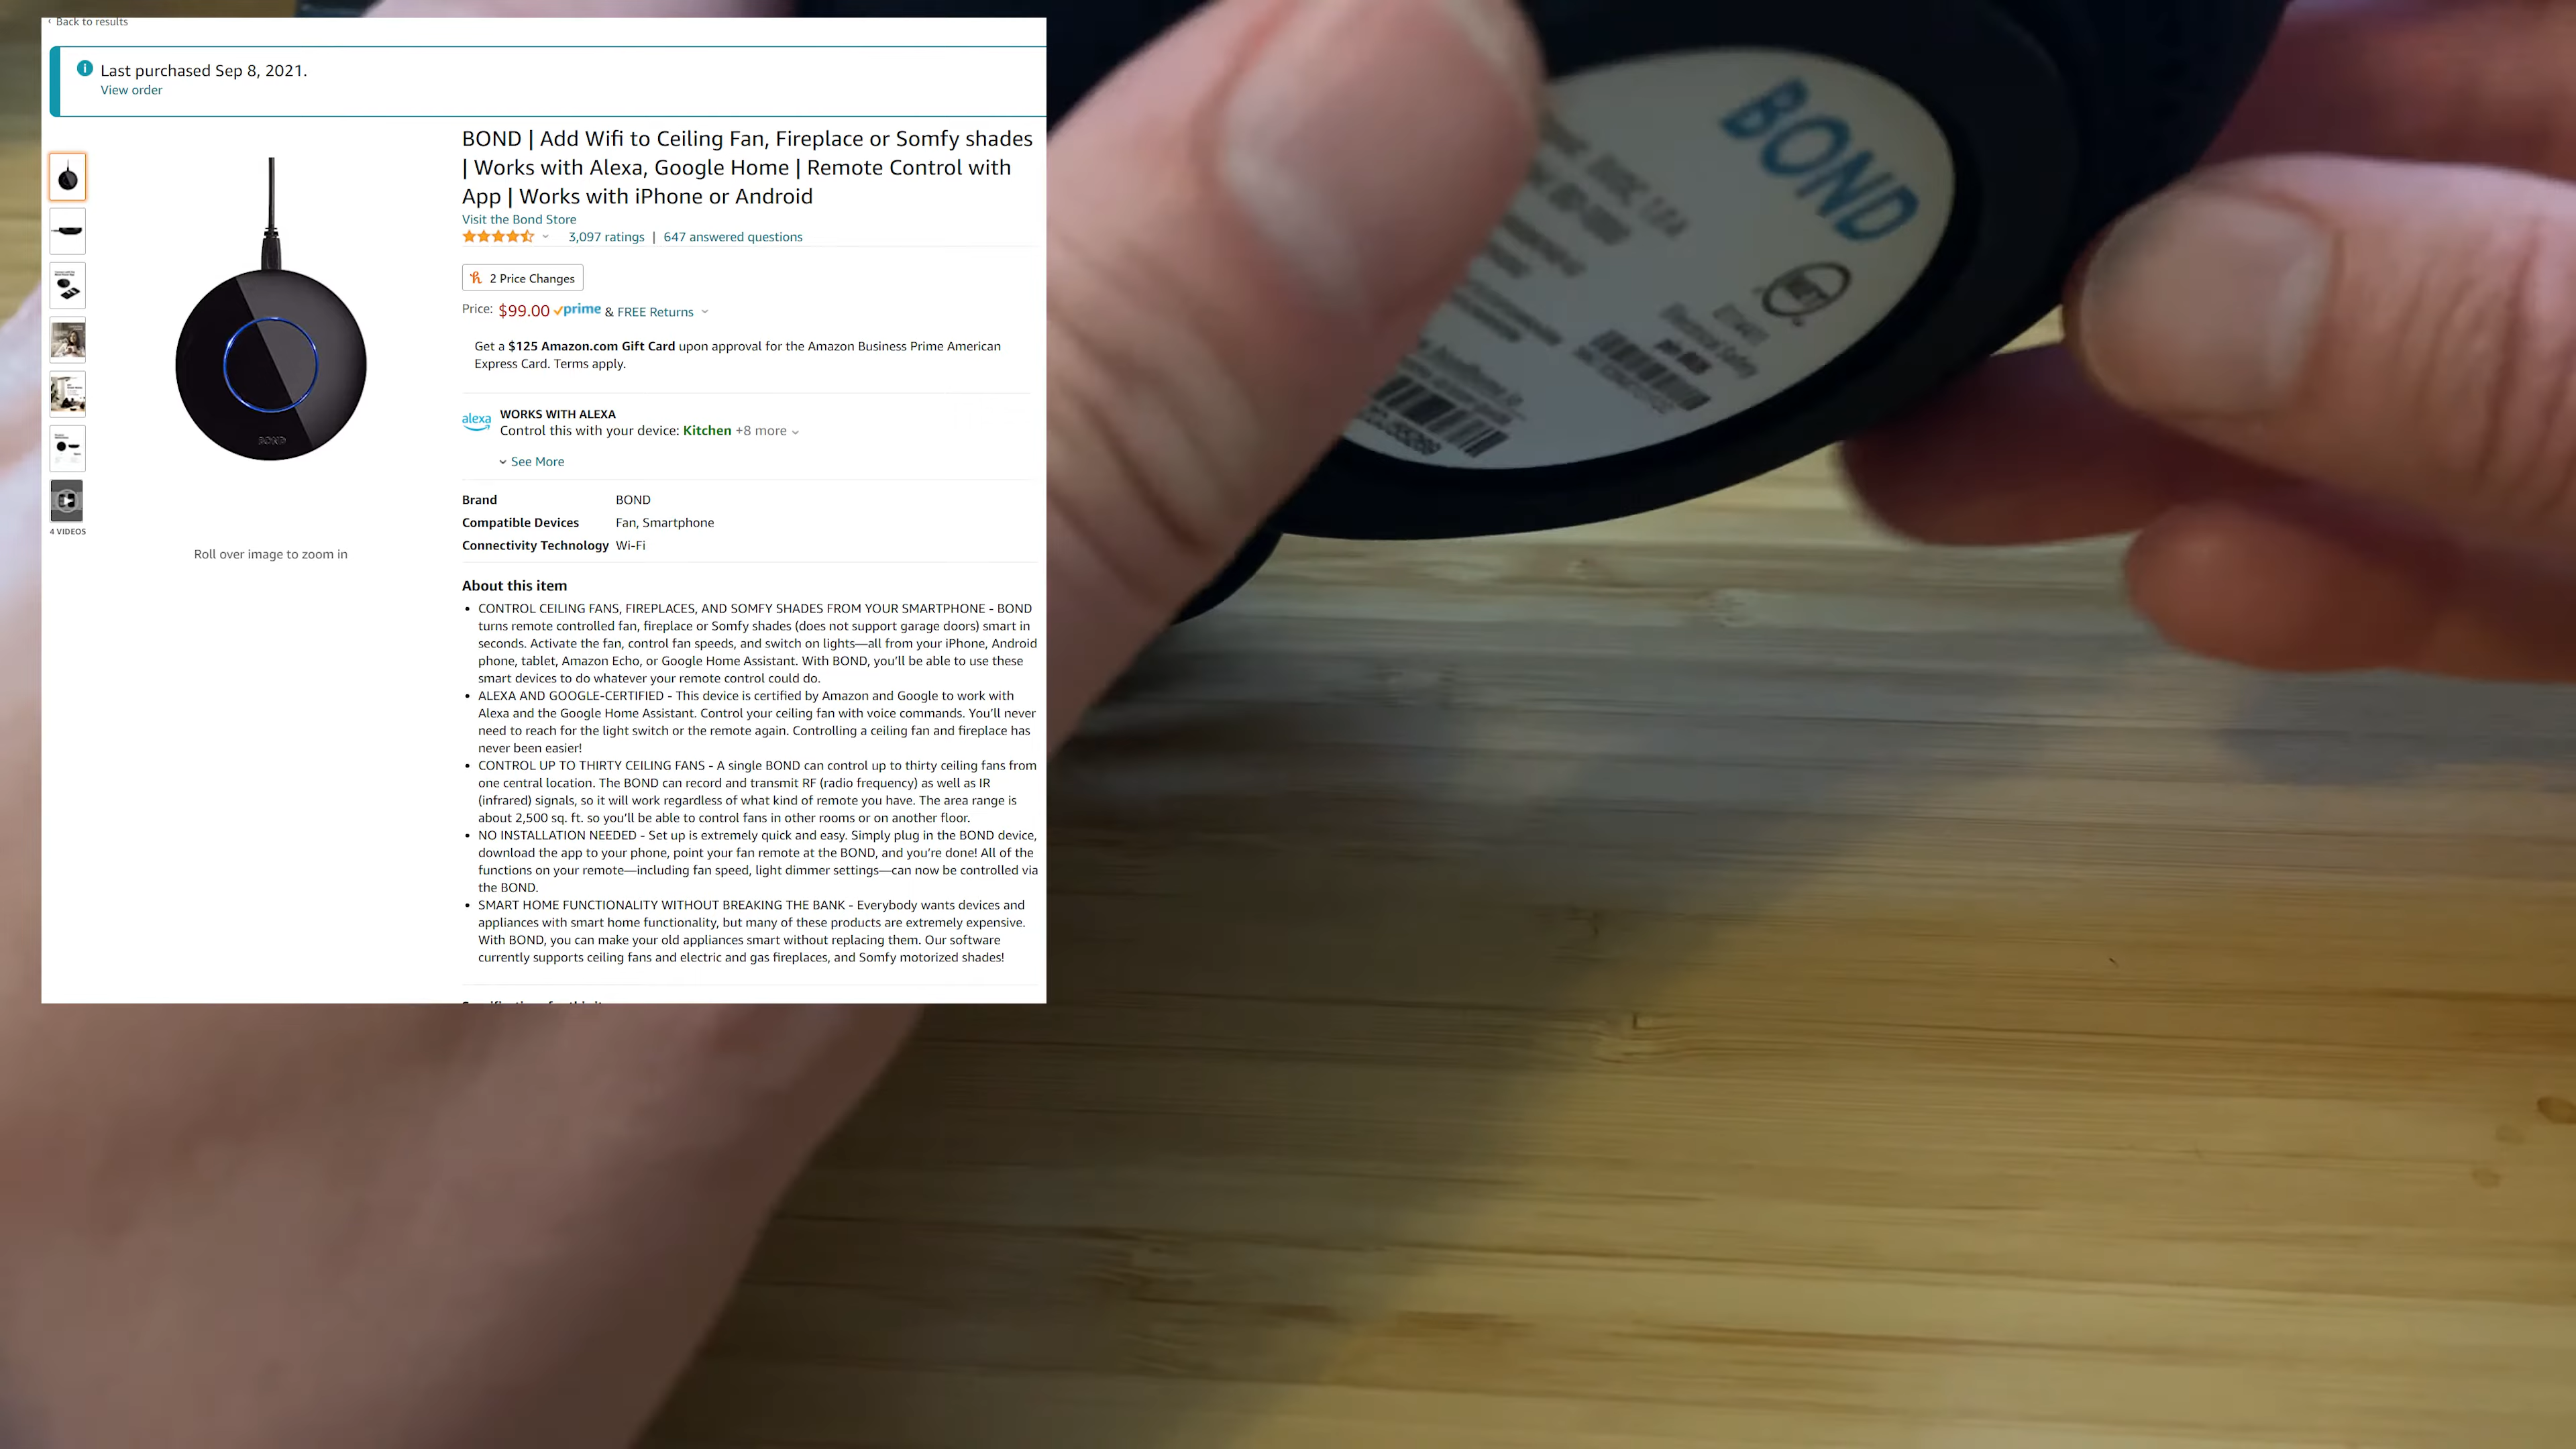 Back to results
Last purchased Sep 8, 2021.
View order
BOND | Add Wifi to Ceiling Fan, Fireplace or Somfy shades
| Works with Alexa, Google Home | Remote Control with
App | Works with iPhone or Android
Visit the Bond Store
3,097 ratings | 647 answered questions
2 Price Changes
Price: $99.00 prime & FREE Returns
Get a $125 Amazon.com Gift Card upon approval for the Amazon Business Prime American
Express Card. Terms apply.
alexa
WORKS WITH ALEXA
Control this with your device: Kitchen +8 more
See More
Brand BOND
Compatible Devices Fan, Smartphone
Connectivity Technology Wi-Fi
4 VIDEOS
Roll over image to zoom in
About this item
• CONTROL CEILING FANS, FIREPLACES, AND SOMFY SHADES FROM YOUR SMARTPHONE - BOND
turns remote controlled fan, fireplace or Somfy shades (does not support garage doors) smart in
seconds. Activate the fan, control fan speeds, and switch on lights—all from your iPhone, Android
phone, tablet, Amazon Echo, or Google Home Assistant. With BOND, you'll be able to use these
smart devices to do whatever your remote control could do.
• ALEXA AND GOOGLE-CERTIFIED - This device is certified by Amazon and Google to work with
Alexa and the Google Home Assistant. Control your ceiling fan with voice commands. You'll never
need to reach for the light switch or the remote again. Controlling a ceiling fan and fireplace has
never been easier!
• CONTROL UP TO THIRTY CEILING FANS - A single BOND can control up to thirty ceiling fans from
one central location. The BOND can record and transmit RF (radio frequency) as well as IR
(infrared) signals, so it will work regardless of what kind of remote you have. The area range is
about 2,500 sq. ft. so you'll be able to control fans in other rooms or on another floor.
• NO INSTALLATION NEEDED - Set up is extremely quick and easy. Simply plug in the BOND device,
download the app to your phone, point your fan remote at the BOND, and you're done! All of the
functions on your remote—including fan speed, light dimmer settings—can now be controlled via
the BOND.
• SMART HOME FUNCTIONALITY WITHOUT BREAKING THE BANK - Everybody wants devices and
appliances with smart home functionality, but many of these products are extremely expensive.
With BOND, you can make your old appliances smart without replacing them. Our software
currently supports ceiling fans and electric and gas fireplaces, and Somfy motorized shades!
BOND
BOND
Electrical Safety